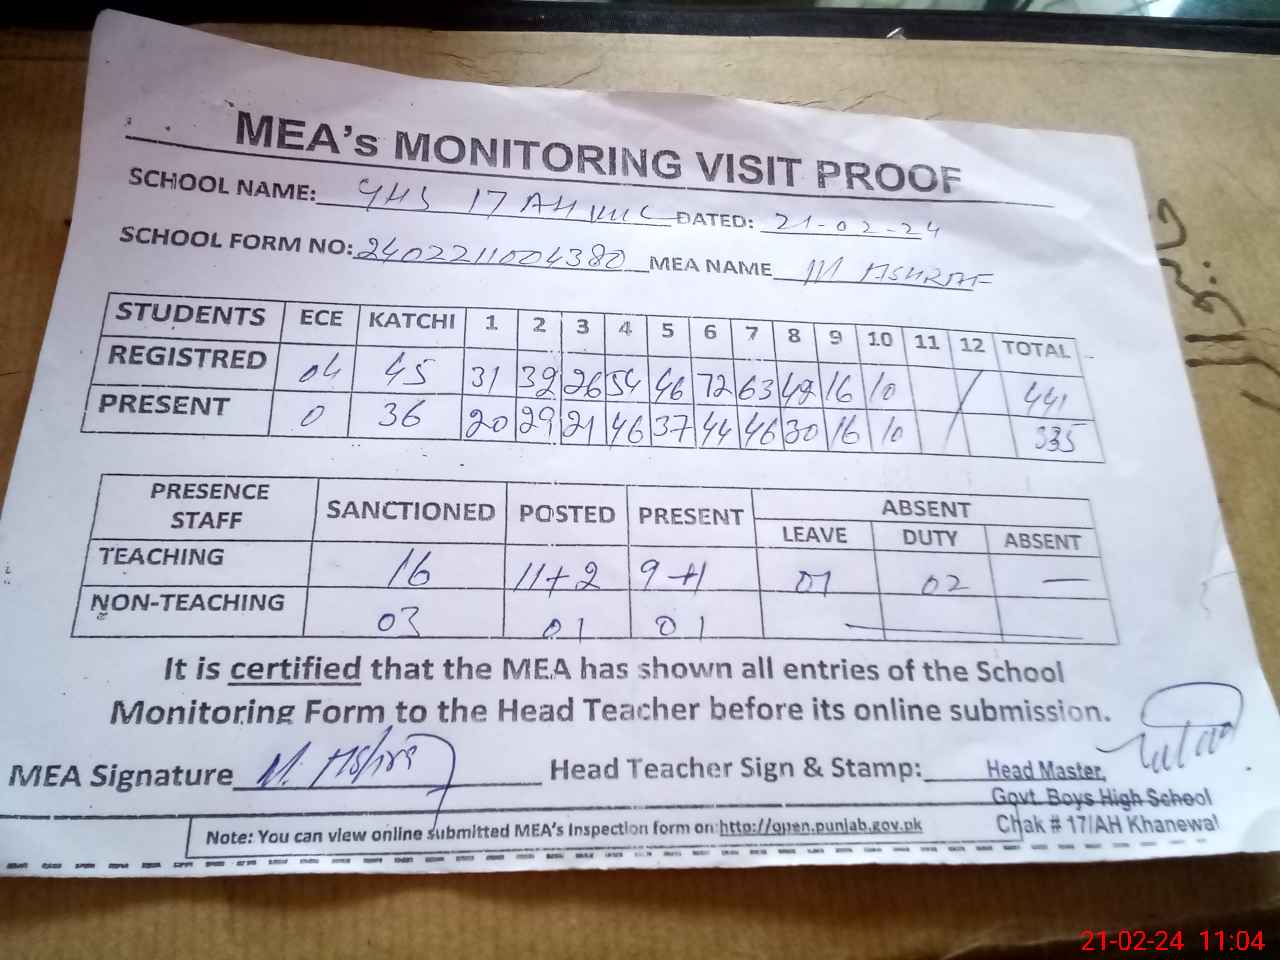 MEA's MONITORING VISIT PROOF
SCHOOL NAME: GHS 17 AH KWL DATED: 21-02-24
SCHOOL FORM NO: 2402211004380 MEA NAME M ASHRAF
STUDENTS ECE KATCHI 1 2 3 4 5 6 7 8 9 10 11 12 TOTAL
REGISTRED 04 45 31 32 26 54 46 72 63 42 16 10 441
PRESENT 0 36 20 29 21 46 37 44 46 30 16 10 335
PRESENCE STAFF SANCTIONED POSTED PRESENT ABSENT
LEAVE DUTY ABSENT
TEACHING 16 11+2 9+1 01 02 —
NON-TEACHING 03 01 01
It is certified that the MEA has shown all entries of the School
Monitoring Form to the Head Teacher before its online submission.
MEA Signature M. Ashraf Head Teacher Sign & Stamp:
Head Master,
Govt. Boys High School
Chak # 17/AH Khanewal
Note: You can view online submitted MEA's Inspection form on http://open.punjab.gov.pk
21-02-24 11:04